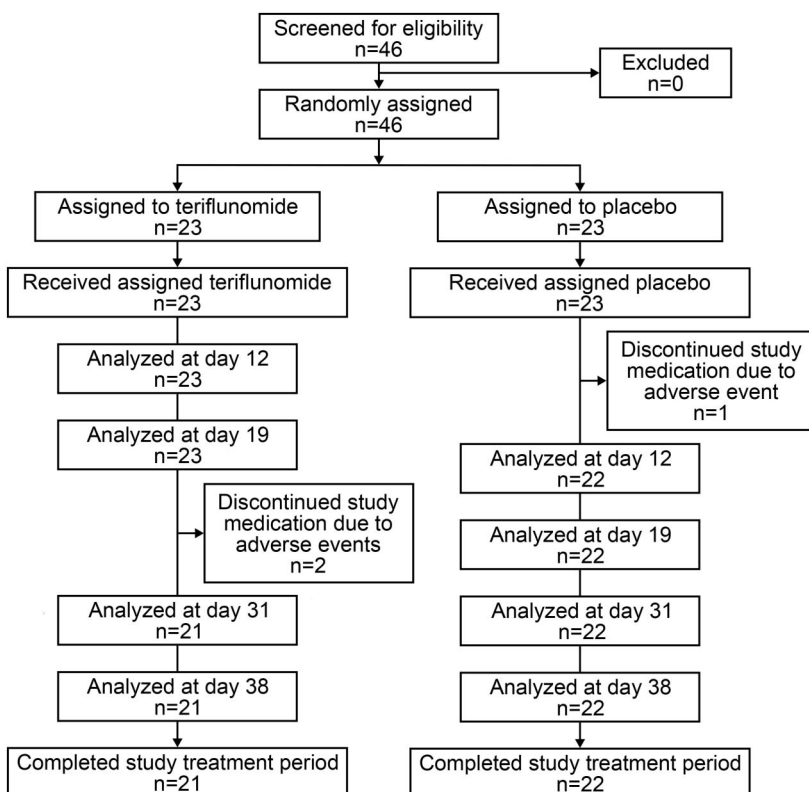 Screened for eligibility
n=46
Excluded
n=0
Randomly assigned
n=46
Assigned to teriflunomide
n=23
Received assigned teriflunomide
n=23
Analyzed at day 12
n=23
Analyzed at day 19
n=23
Discontinued study
medication due to
adverse events
n=2
Analyzed at day 31
n=21
Analyzed at day 38
n=21
Completed study treatment period
n=21
Assigned to placebo
n=23
Received assigned placebo
n=23
Discontinued study
medication due to
adverse event
n=1
Analyzed at day 12
n=22
Analyzed at day 19
n=22
Analyzed at day 31
n=22
Analyzed at day 38
n=22
Completed study treatment period
n=22